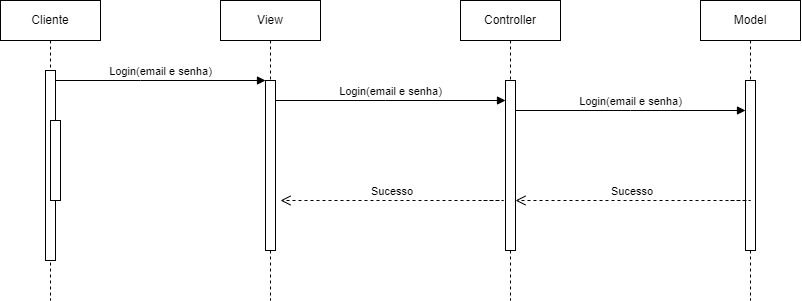 Cliente
View
Controller
Model
Login(email e senha)
Login(email e senha)
Login(email e senha)
Sucesso
Sucesso